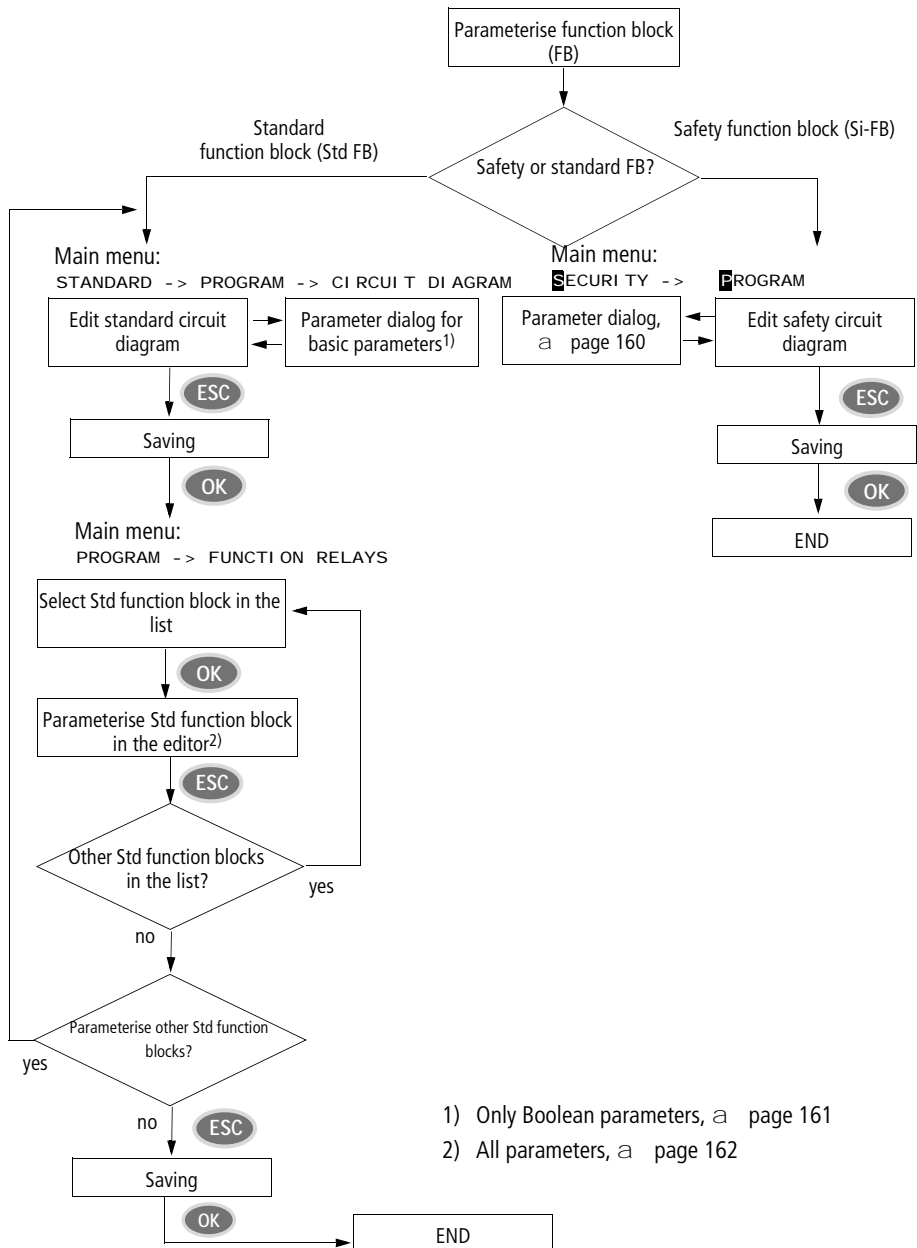 Parameterise function block
(FB)
Standard
function block (Std FB)
Safety function block (Si-FB)
Safety or standard FB?
Main menu:
STANDARD -> PROGRAM -> CIRCUIT DIAGRAM
Main menu:
SECURITY -> PROGRAM
Edit standard circuit
diagram
Parameter dialog for
basic parameters1)
Parameter dialog,
a page 160
Edit safety circuit
diagram
ESC
ESC
Saving
Saving
OK
OK
Main menu:
PROGRAM -> FUNCTION RELAYS
END
Select Std function block in the
list
OK
Parameterise Std function block
in the editor2)
ESC
Other Std function blocks
in the list?
yes
no
Parameterise other Std function
blocks?
yes
no
ESC
1) Only Boolean parameters, a page 161
2) All parameters, a page 162
Saving
OK
END